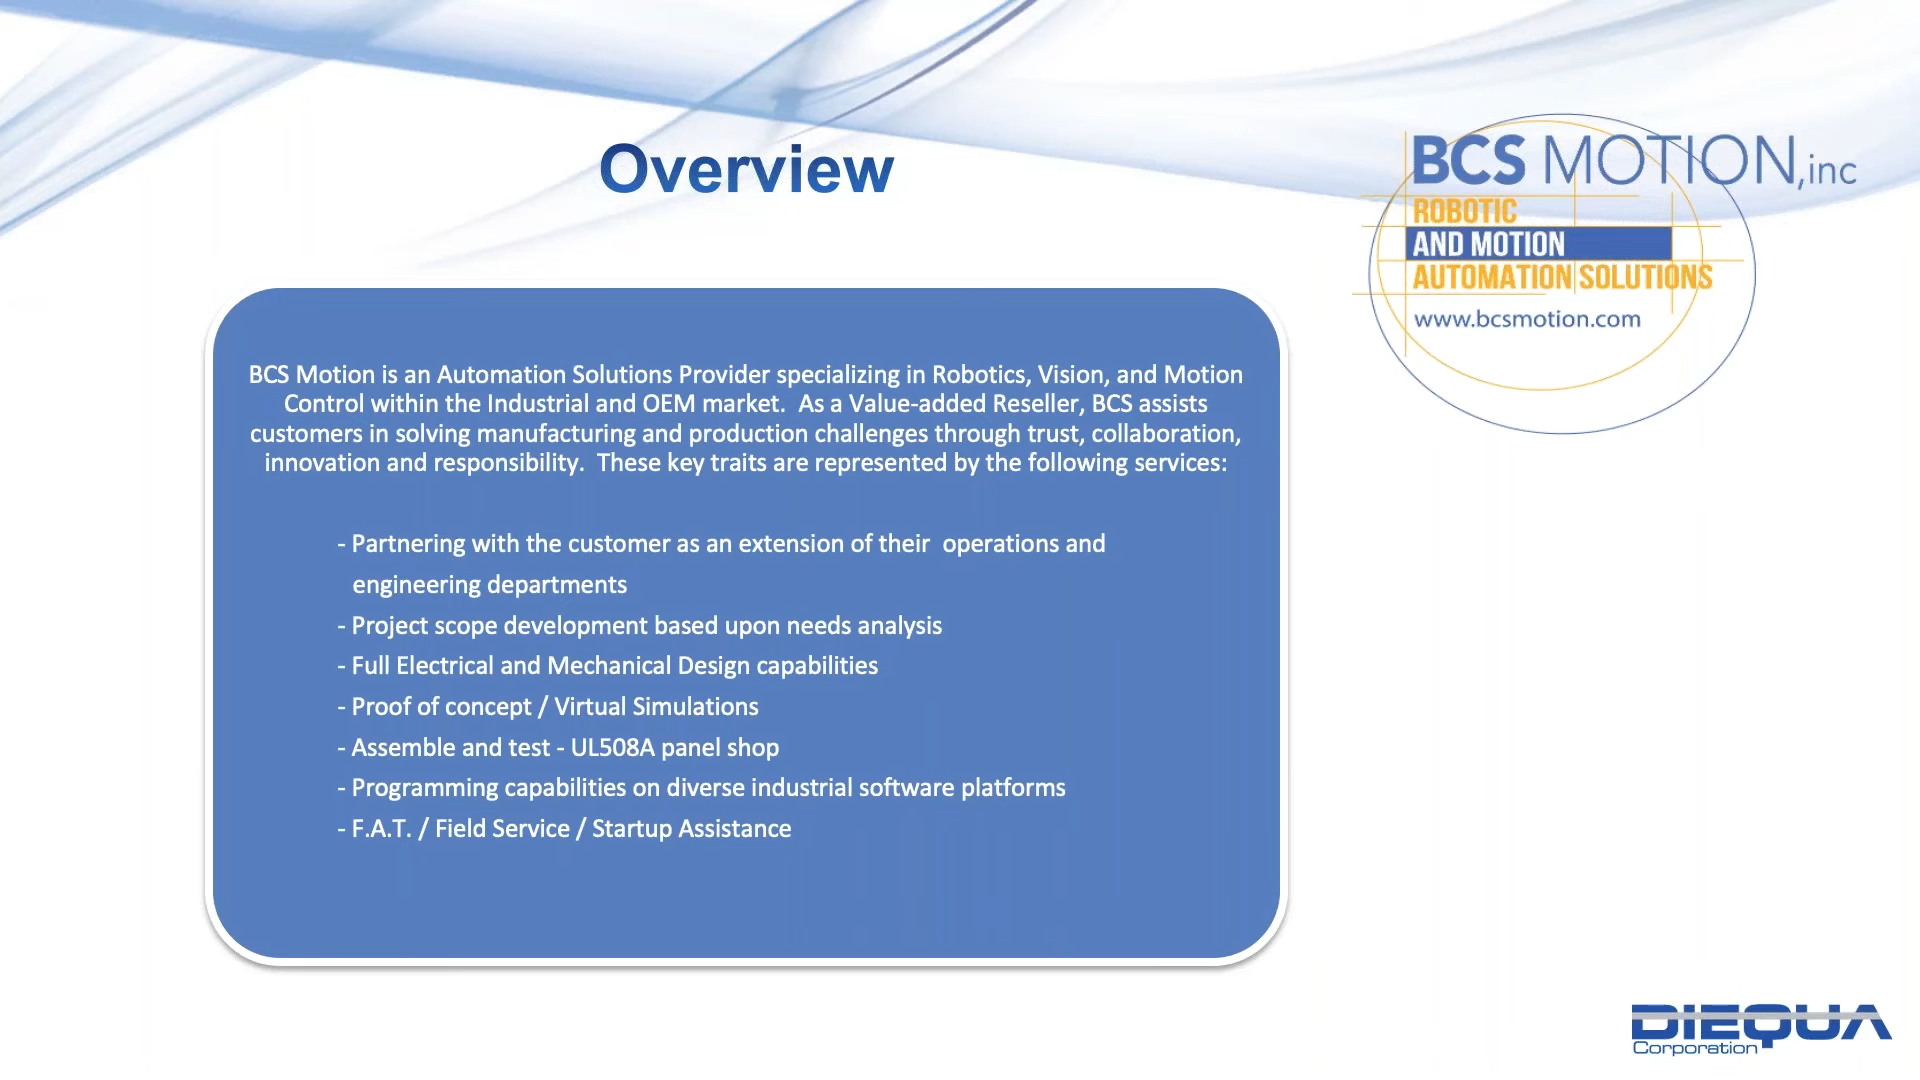 Overview
BCS MOTION, inc
ROBOTIC
AND MOTION
AUTOMATION SOLUTIONS
www.bcsmotion.com
BCS Motion is an Automation Solutions Provider specializing in Robotics, Vision, and Motion
Control within the Industrial and OEM market.  As a Value-added Reseller, BCS assists
customers in solving manufacturing and production challenges through trust, collaboration,
innovation and responsibility.  These key traits are represented by the following services:
- Partnering with the customer as an extension of their  operations and
engineering departments
- Project scope development based upon needs analysis
- Full Electrical and Mechanical Design capabilities
- Proof of concept / Virtual Simulations
- Assemble and test - UL508A panel shop
- Programming capabilities on diverse industrial software platforms
- F.A.T. / Field Service / Startup Assistance
DIEQUA
Corporation